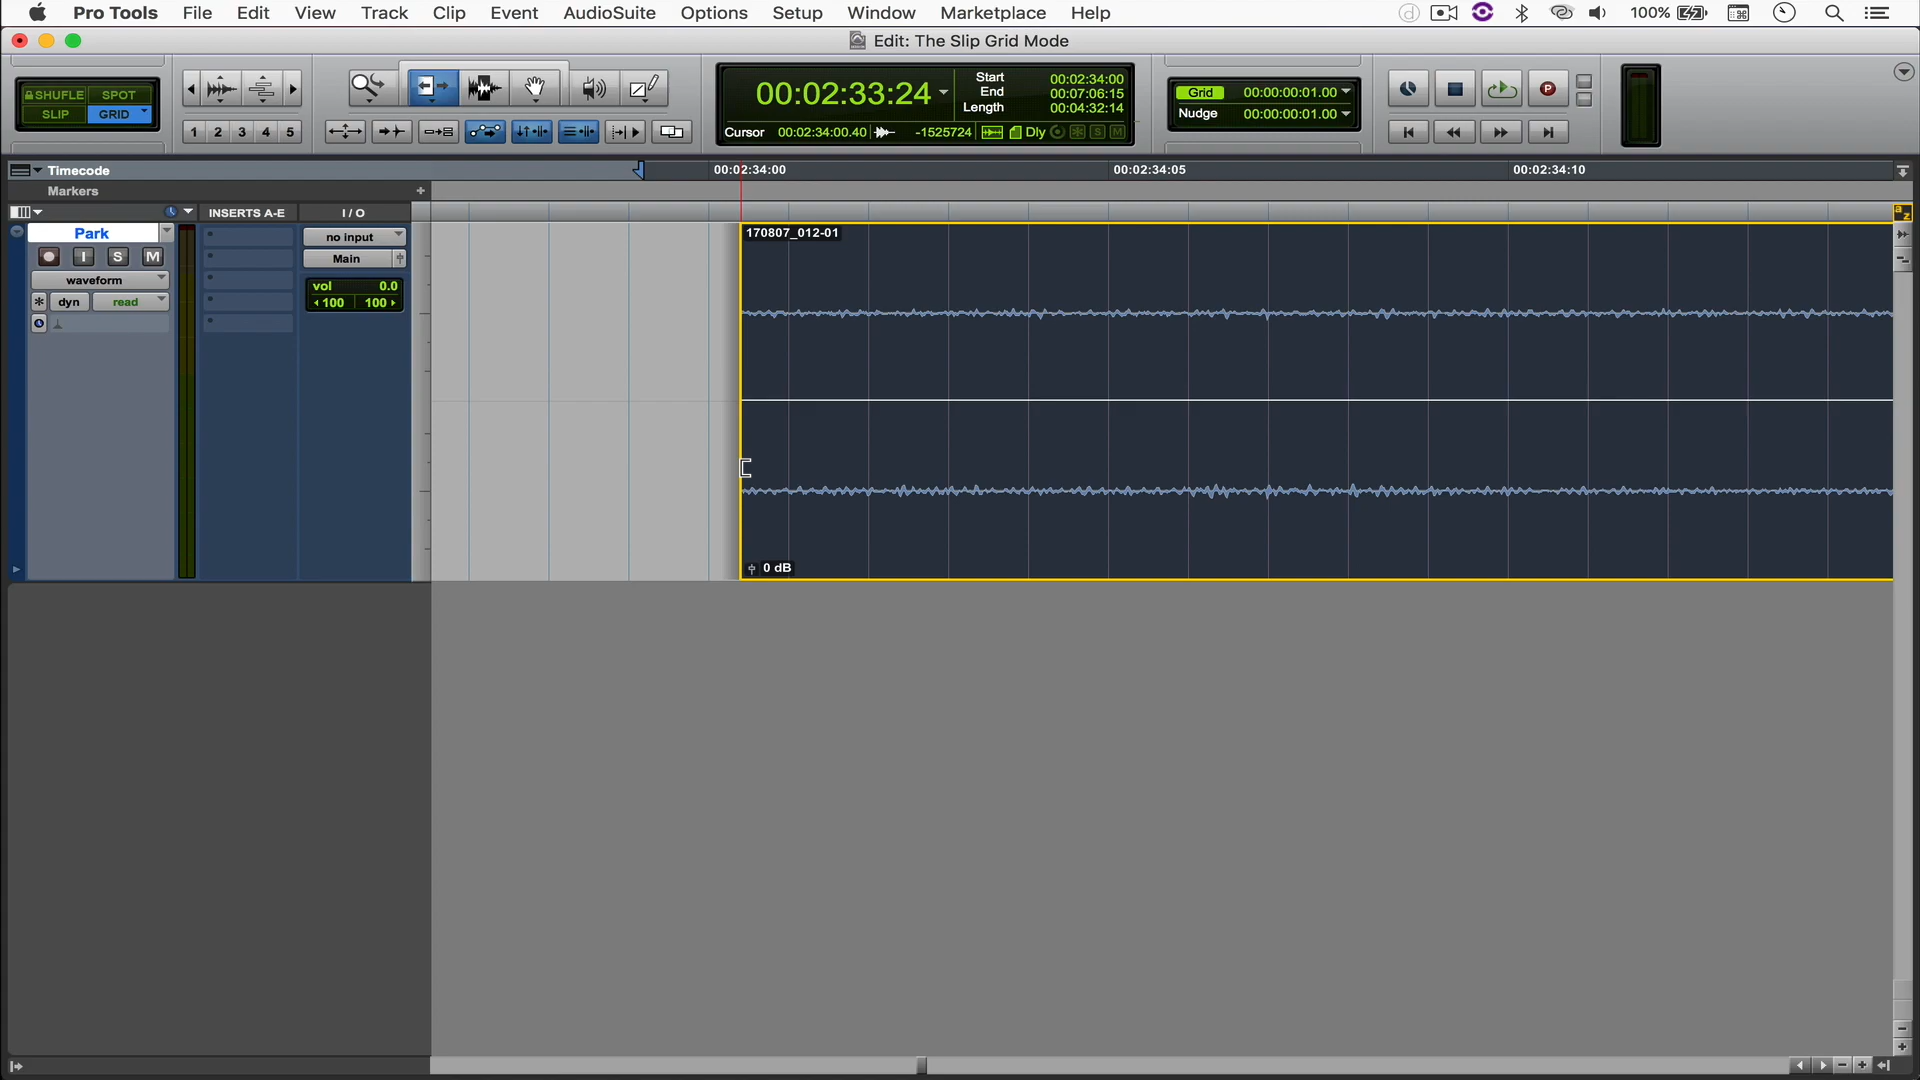 Pro Tools File Edit View Track Clip Event AudioSuite Options Setup Window Marketplace Help 100%
Edit: The Slip Grid Mode
SHUFFLE SPOT
SLIP GRID
1 2 3 4 5
00:02:33:24
Start 00:02:34:00
End 00:07:06:15
Length 00:04:32:14
Cursor 00:02:34:00.40 -1525724 Dly S M
Grid 00:00:00:01.00
Nudge 00:00:00:01.00
P
Timecode 00:02:34:00 00:02:34:05 00:02:34:10
Markers +
INSERTS A-E I / O
a z
Park no input
I S M Main
waveform
vol 0.0
dyn read 100 100
170807_012-01
0 dB